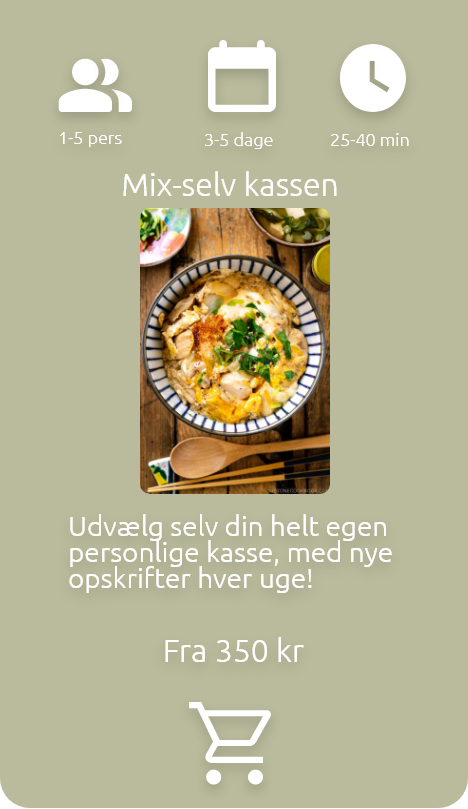 1-5 pers
3-5 dage
25-40 min
Mix-selv kassen
Udvælg selv din helt egen
personlige kasse, med nye
opskrifter hver uge!
Fra 350 kr